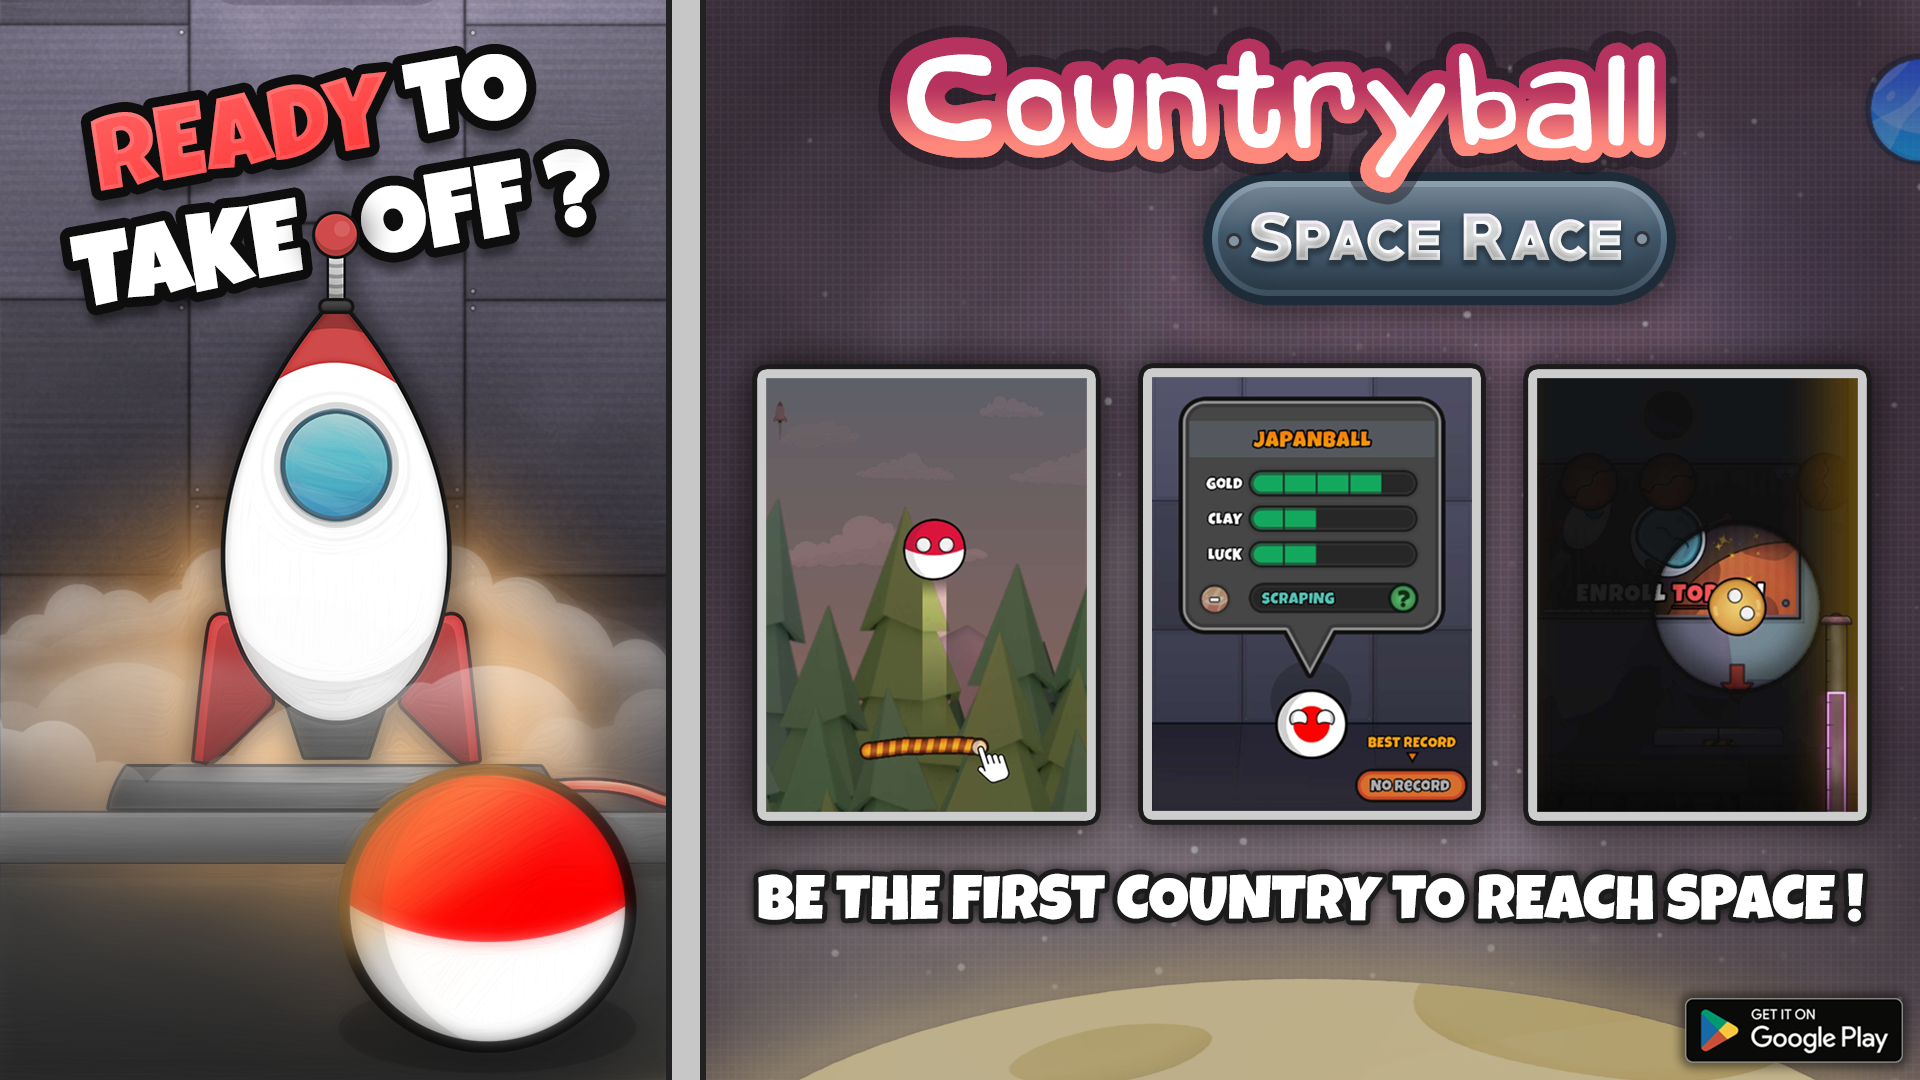 READY TO
TAKE OFF ?
Countryball
SPACE RACE
JAPANBALL
GOLD
CLAY
LUCK
SCRAPING ?
BEST RECORD
NO RECORD
ENROLL
BE THE FIRST COUNTRY TO REACH SPACE !
GET IT ON
Google Play